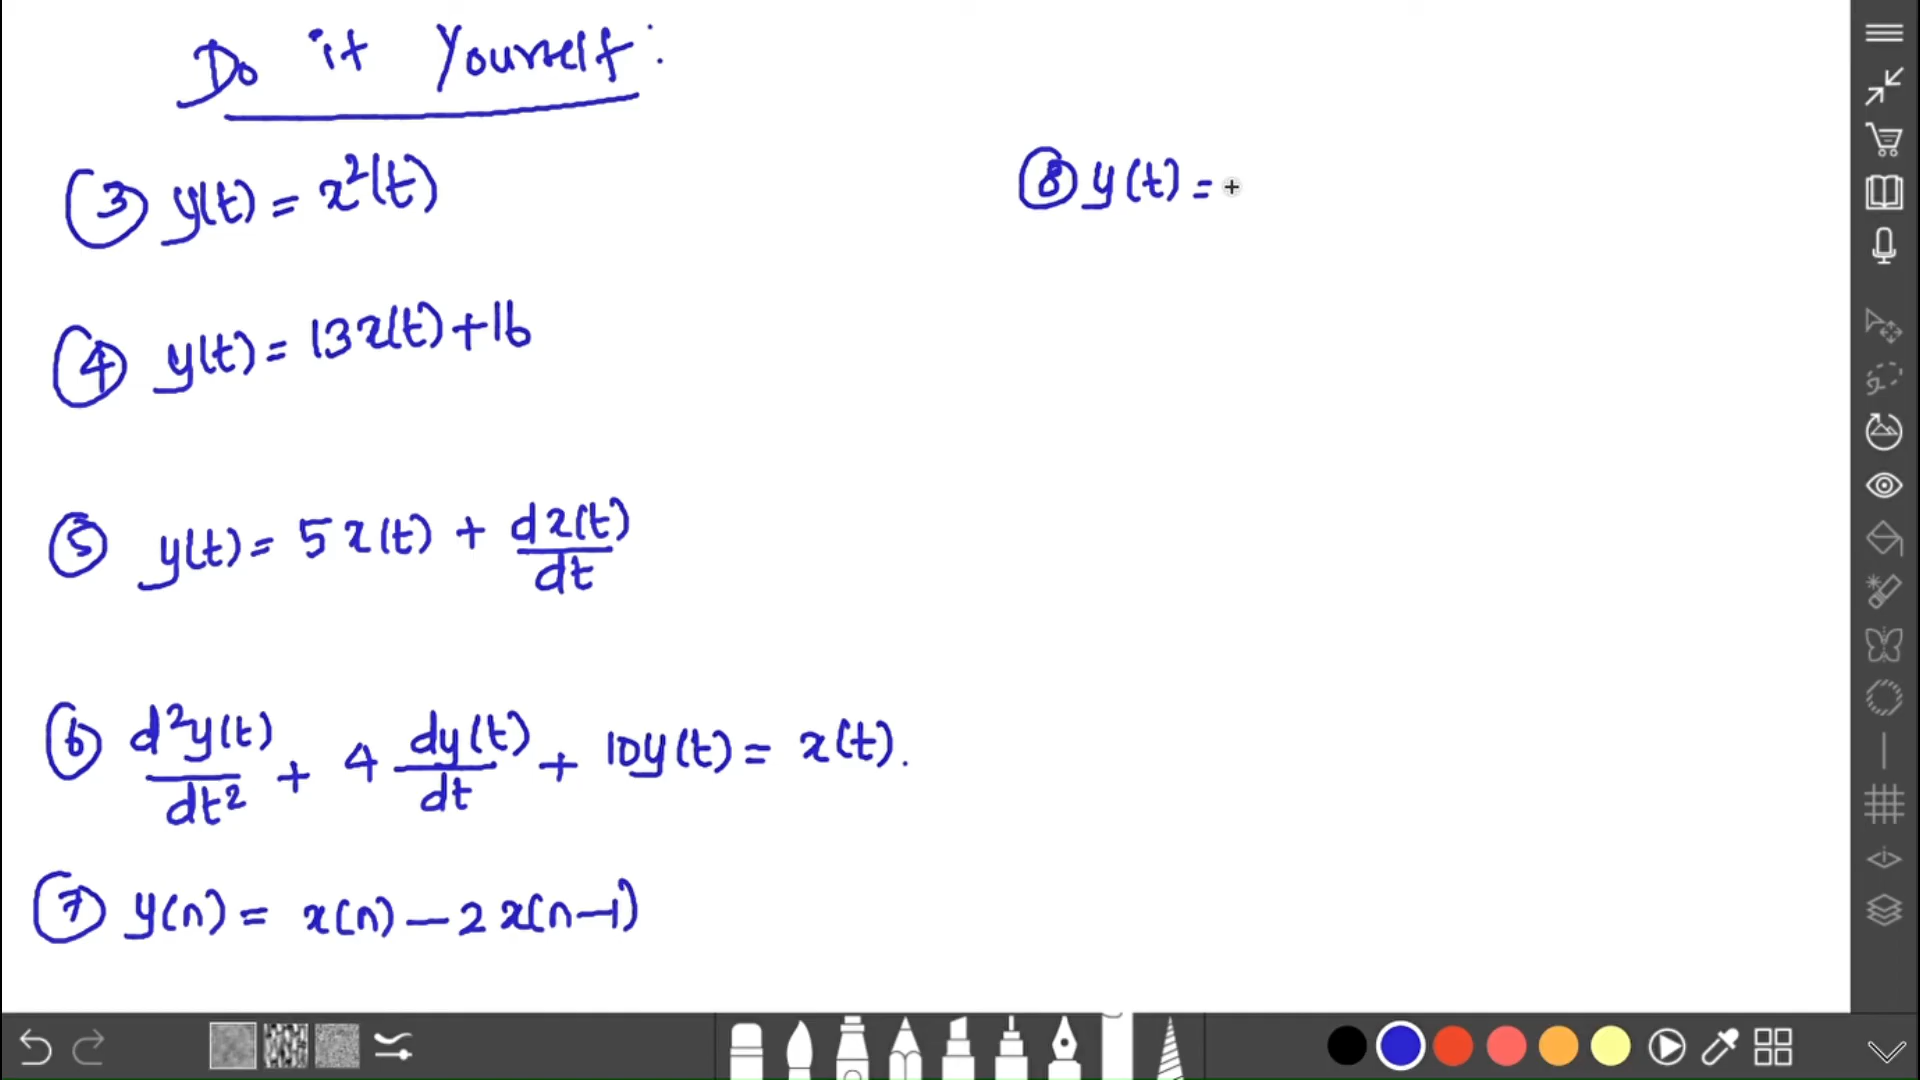 Do it Yourself:
③ y(t) = x²(t)
④ y(t) = 13x(t)+16
⑤ y(t) = 5x(t) + dx(t)/dt
⑥ d²y(t)/dt² + 4 dy(t)/dt + 10y(t) = x(t).
⑦ y(n) = x(n) – 2x(n–1)
⑧ y(t) =